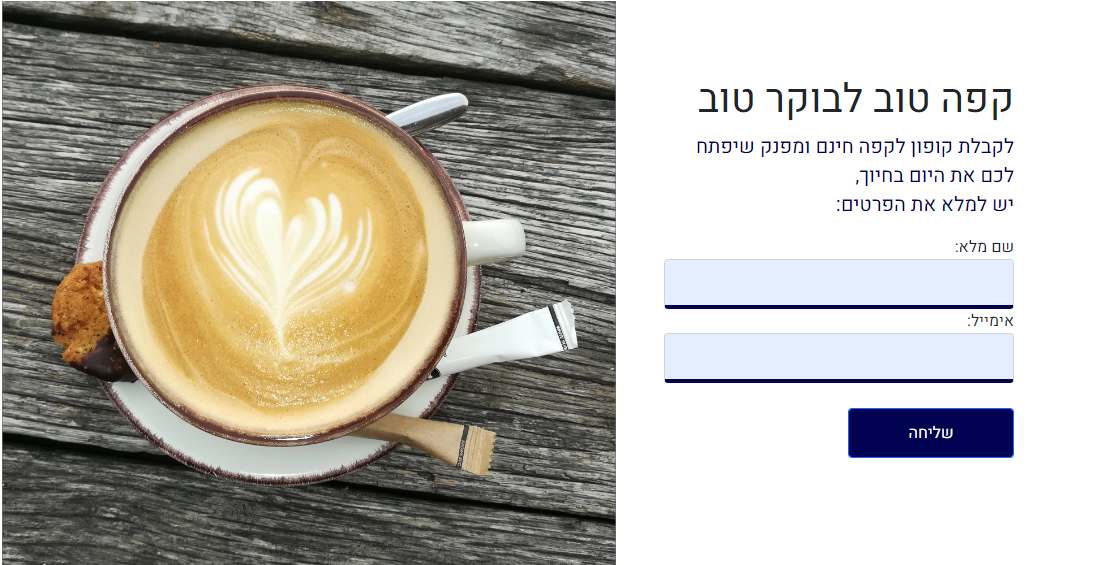 קפה טוב לבוקר טוב
לקבלת קופון לקפה חינם ומפנק שיפתח
לכם את היום בחיוך,
יש למלא את הפרטים:
שם מלא:
אימייל:
שליחה